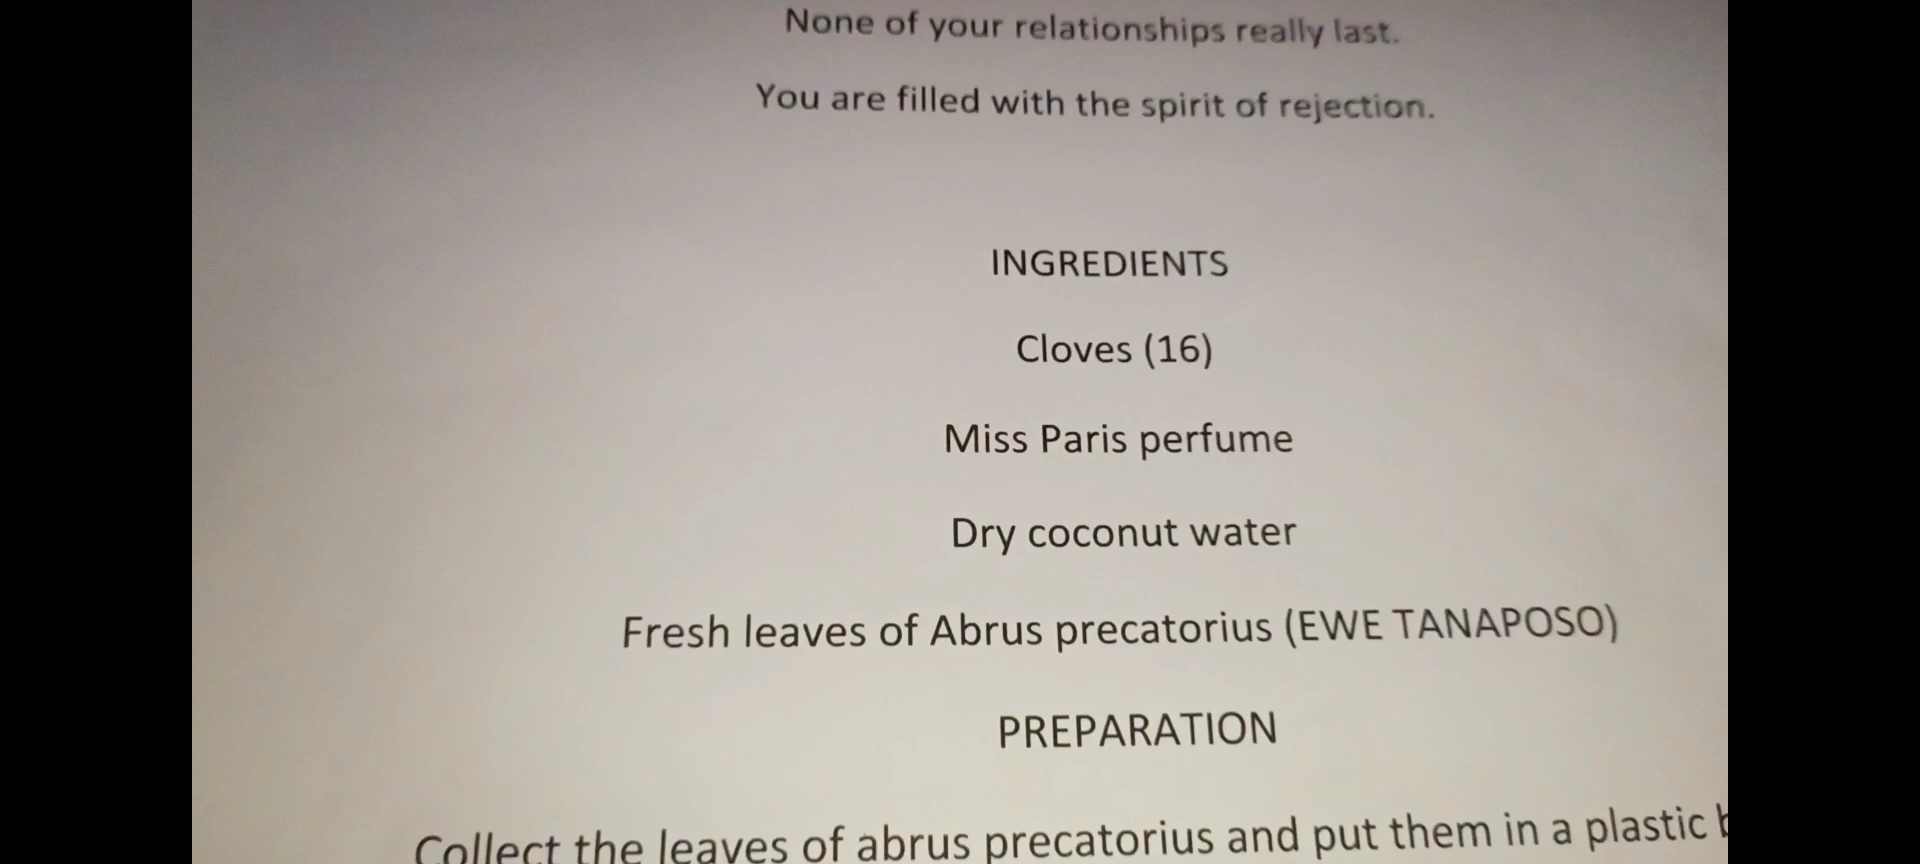 None of your relationships really last.
You are filled with the spirit of rejection.
INGREDIENTS
Cloves (16)
Miss Paris perfume
Dry coconut water
Fresh leaves of Abrus precatorius (EWE TANAPOSO)
PREPARATION
Collect the leaves of abrus precatorius and put them in a plastic